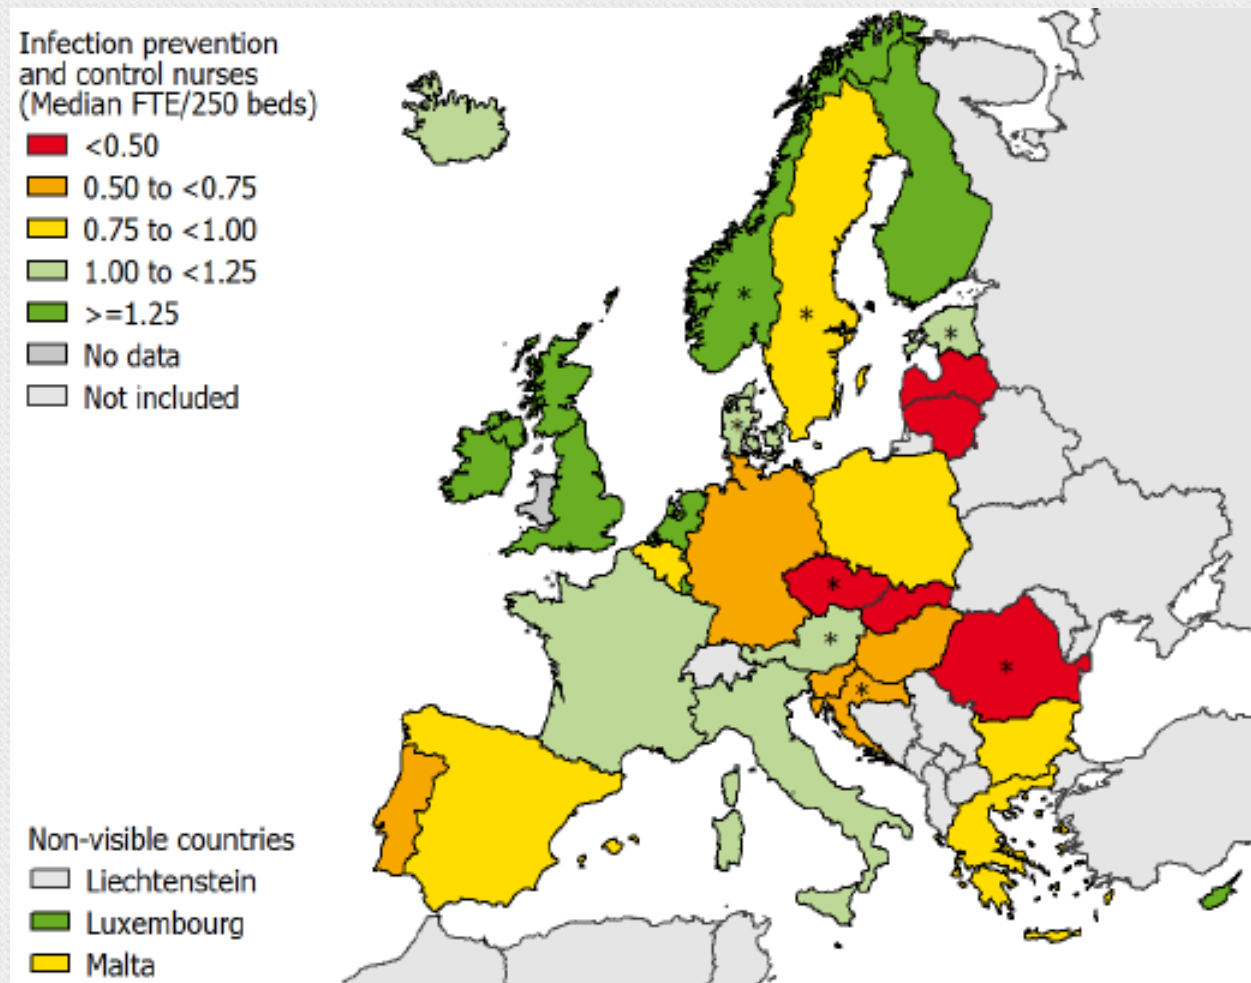 Infection prevention
and control nurses
(Median FTE/250 beds)
<0.50
0.50 to <0.75
0.75 to <1.00
1.00 to <1.25
>=1.25
No data
Not included
*
*
*
*
*
*
*
*
Non-visible countries
Liechtenstein
Luxembourg
Malta